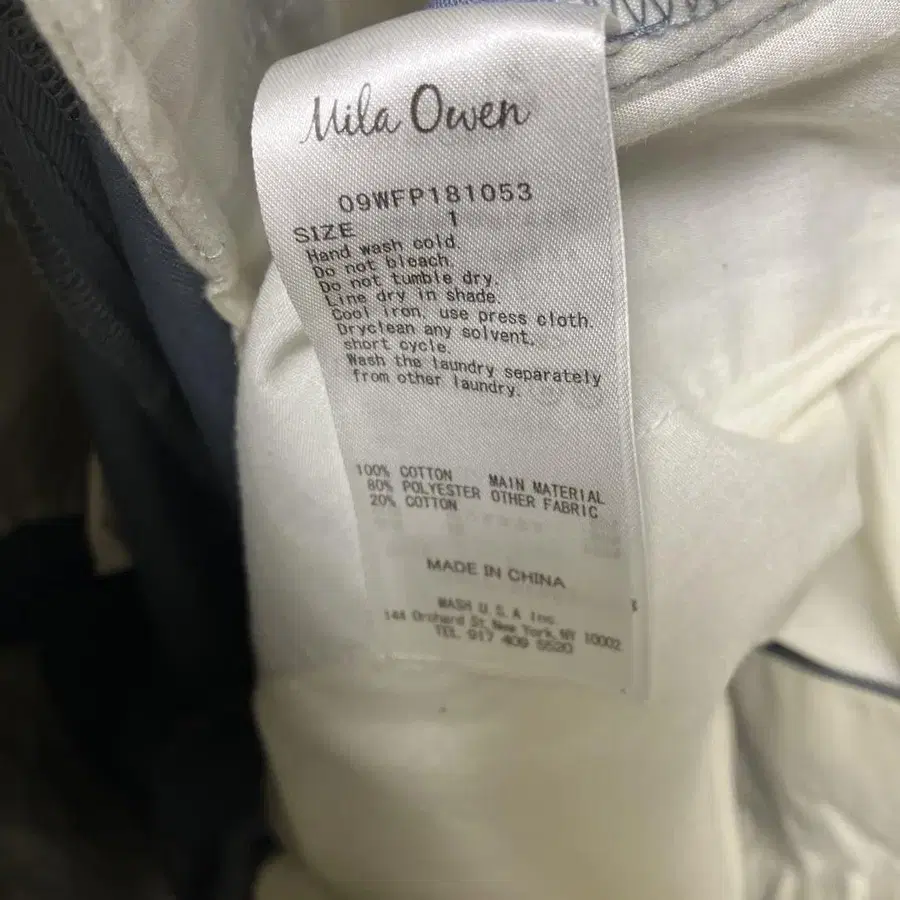 Mila Owen
09WFP181053
SIZE 1
Hand wash cold.
Do not bleach.
Do not tumble dry.
Line dry in shade.
Cool iron, use press cloth.
Dryclean any solvent,
short cycle.
Wash the laundry separately
from other laundry.
100% COTTON MAIN MATERIAL
80% POLYESTER OTHER FABRIC
20% COTTON
MADE IN CHINA
MASH U.S.A Inc.
144 Orchard St, New York, NY 10002
TEL 917 409 5520